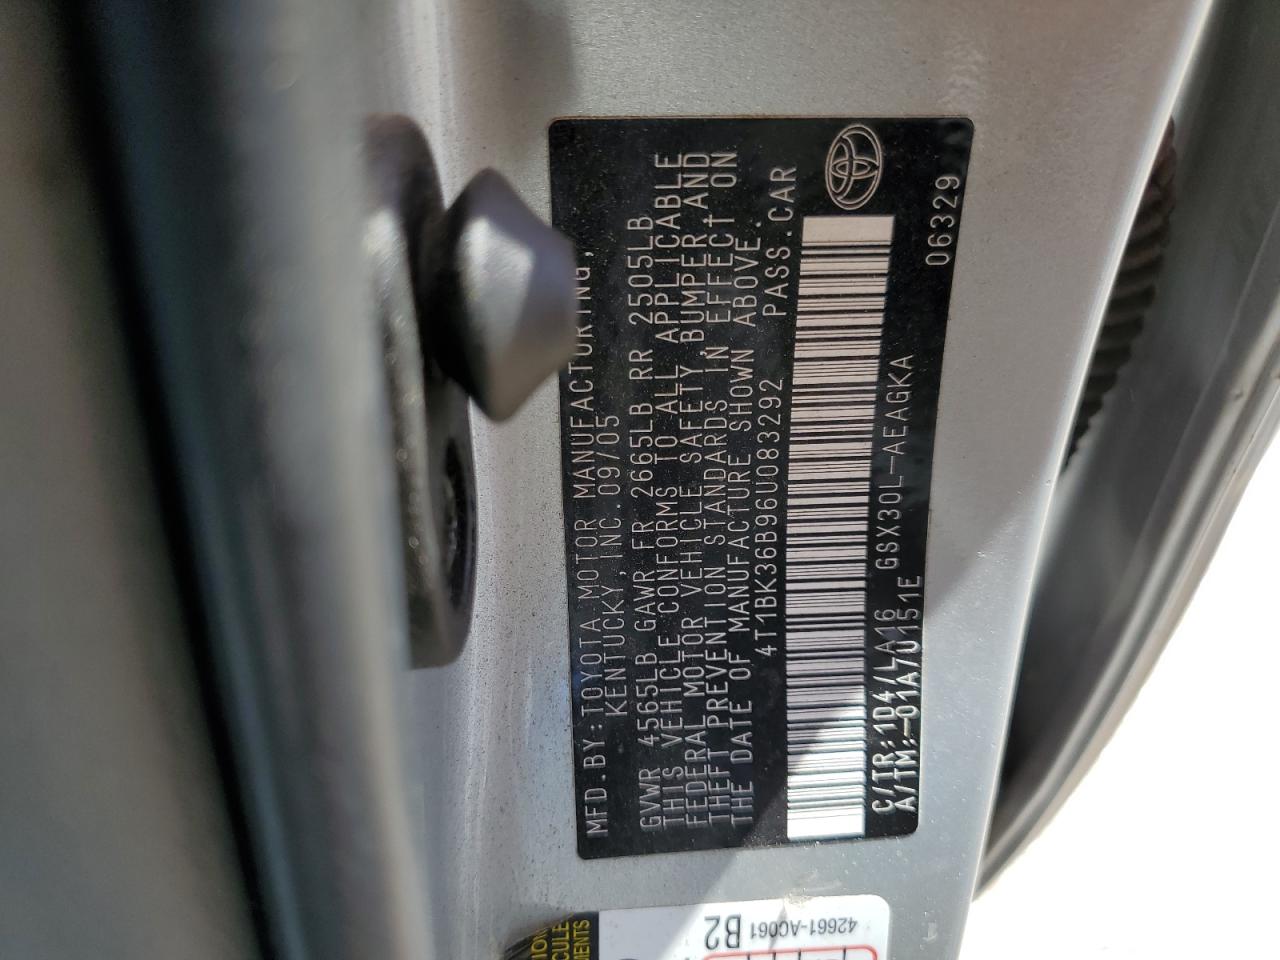 MFD.BY:TOYOTA MOTOR MANUFACTURING,
KENTUCKY,INC. 09/05
GVWR 4565LB GAWR FR 2665LB RR 2505LB
THIS VEHICLE CONFORMS TO ALL APPLICABLE
FEDERAL MOTOR VEHICLE SAFETY,BUMPER,AND
THEFT PREVENTION STANDARDS IN EFFECT ON
THE DATE OF MANUFACTURE SHOWN ABOVE.
4T1BK36B96U083292 PASS.CAR
C/TR:1D4/LA16 GSX30L-AEAGKA
A/TM:-01A/U151E 06329
42661-AC061 B2